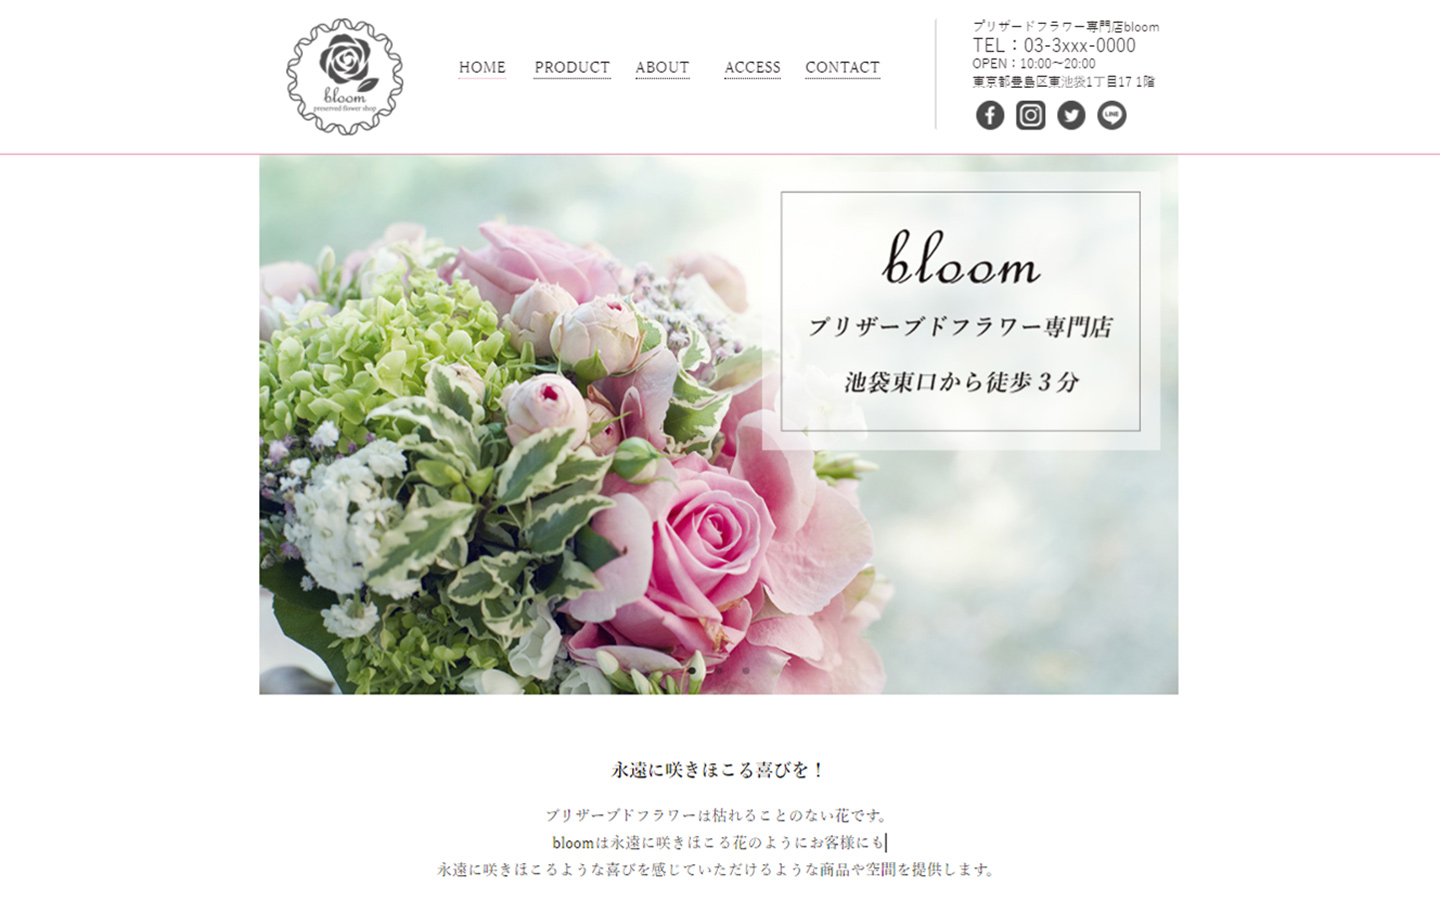 bloom
preserved flower shop
HOME PRODUCT ABOUT ACCESS CONTACT
プリザードフラワー専門店bloom
TEL：03-3xxx-0000
OPEN：10:00〜20:00
東京都豊島区東池袋1丁目17 1階
LINE
bloom
プリザーブドフラワー専門店
池袋東口から徒歩３分
永遠に咲きほこる喜びを！
プリザーブドフラワーは枯れることのない花です。
bloomは永遠に咲きほこる花のようにお客様にも
永遠に咲きほこるような喜びを感じていただけるような商品や空間を提供します。